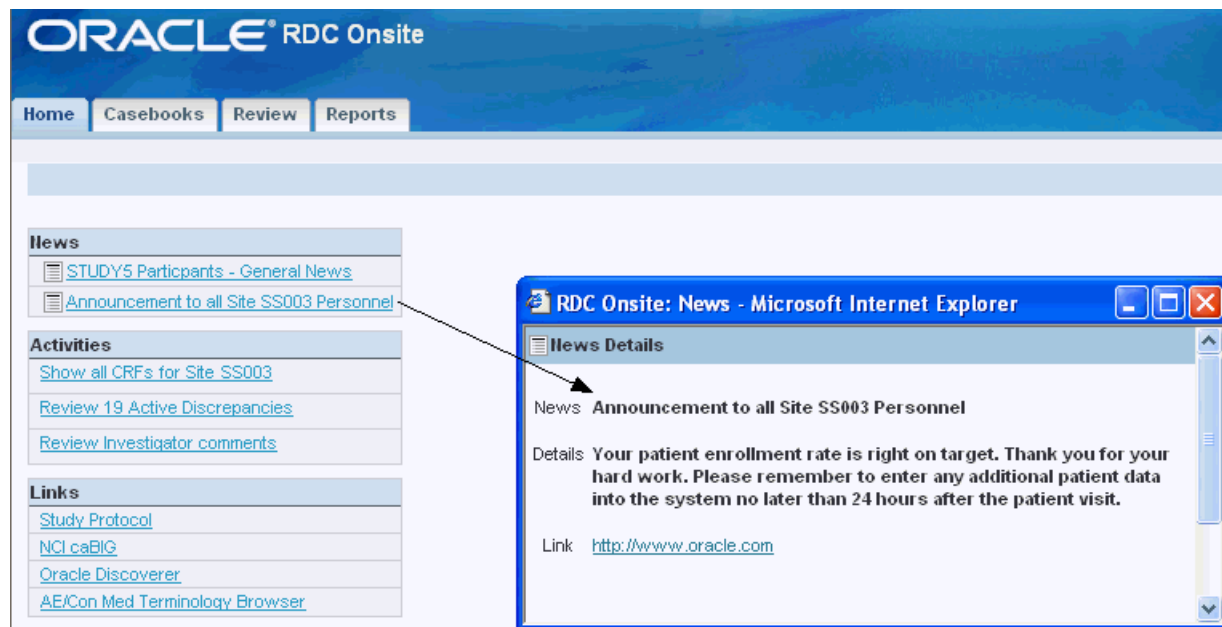 ORACLE® RDC Onsite
Home Casebooks Review Reports
News
STUDY5 Particpants - General News
Announcement to all Site SS003 Personnel
Activities
Show all CRFs for Site SS003
Review 19 Active Discrepancies
Review Investigator comments
Links
Study Protocol
NCI caBIG
Oracle Discoverer
AE/Con Med Terminology Browser
RDC Onsite: News - Microsoft Internet Explorer
News Details
News Announcement to all Site SS003 Personnel
Details Your patient enrollment rate is right on target. Thank you for your
hard work. Please remember to enter any additional patient data
into the system no later than 24 hours after the patient visit.
Link http://www.oracle.com